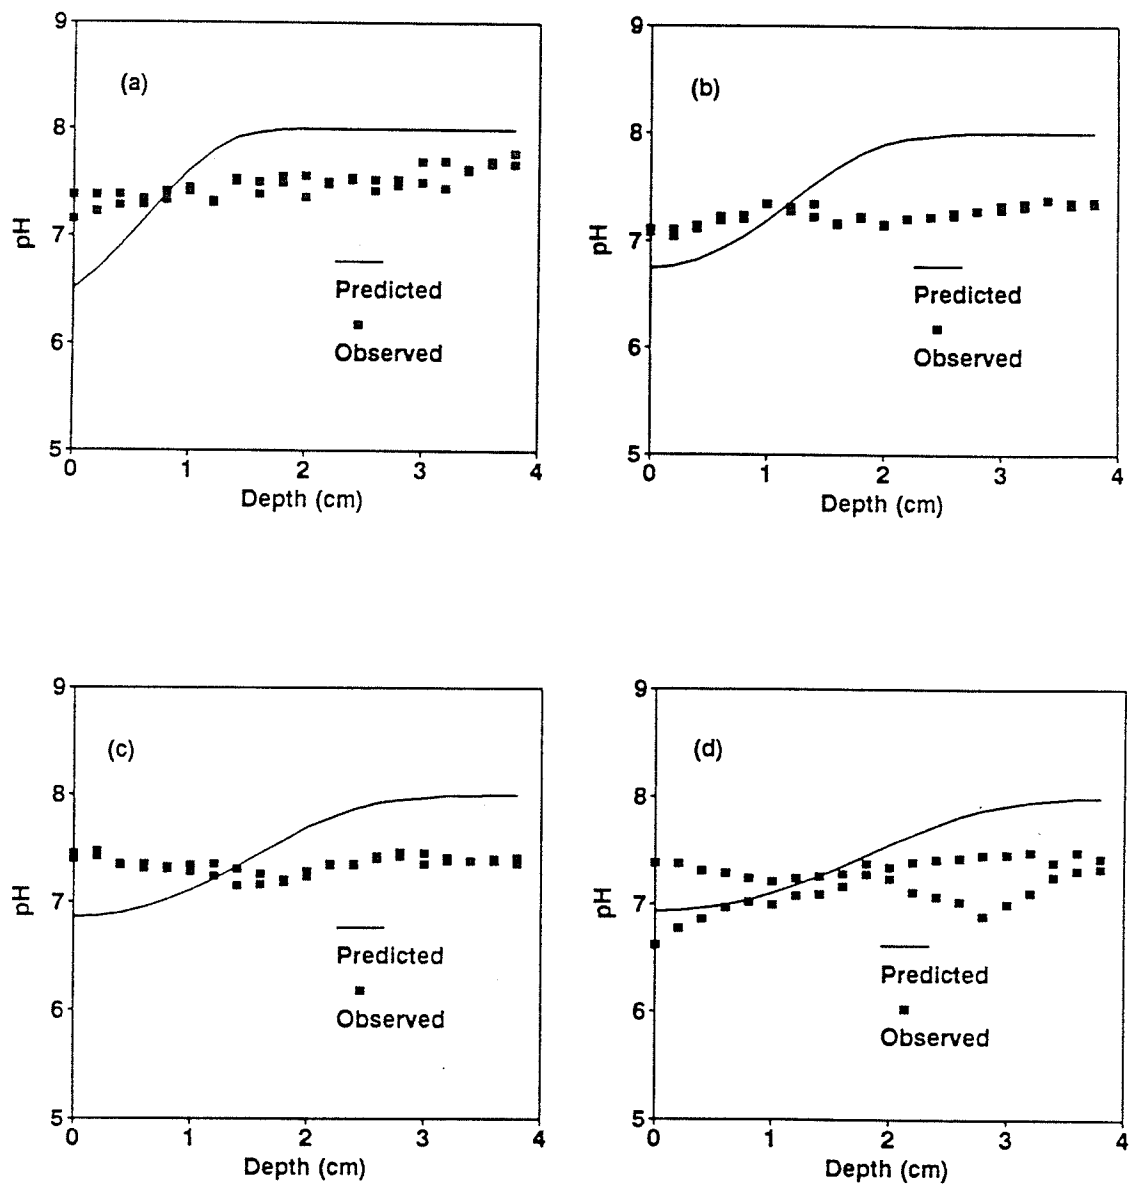 9
(a)
8
7
pH
6
5
0 1 2 3 4
Depth (cm)
Predicted
Observed
9
(b)
8
7
pH
6
5
0 1 2 3 4
Depth (cm)
Predicted
Observed
9
(c)
8
7
pH
6
5
0 1 2 3 4
Depth (cm)
Predicted
Observed
9
(d)
8
7
pH
6
5
0 1 2 3 4
Depth (cm)
Predicted
Observed